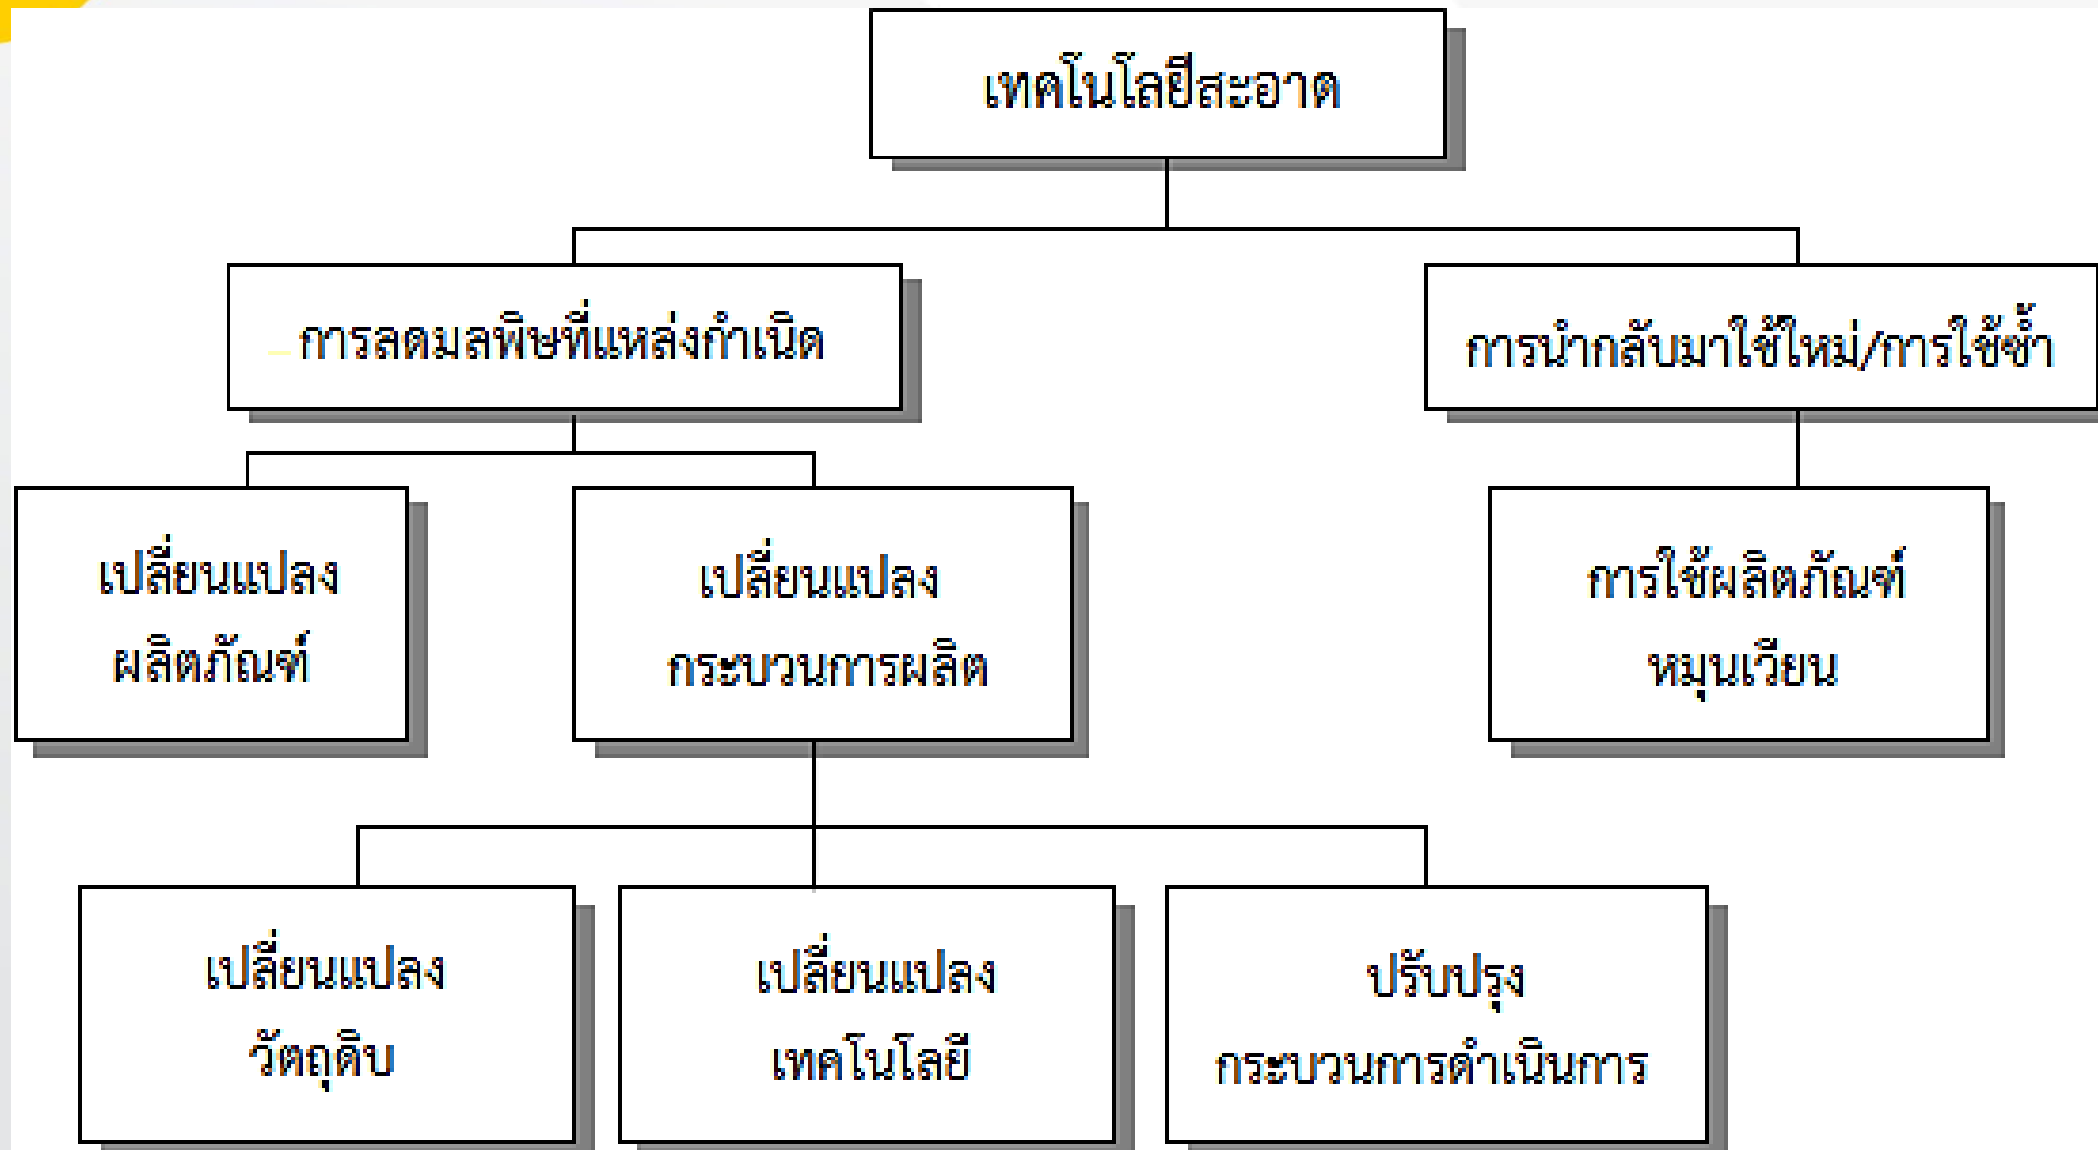 เทคโนโลยีสะอาด
การลดมลพิษที่แหล่งกำเนิด
การนำกลับมาใช้ใหม่/การใช้ซ้ำ
เปลี่ยนแปลง
ผลิตภัณฑ์
เปลี่ยนแปลง
กระบวนการผลิต
การใช้ผลิตภัณฑ์
หมุนเวียน
เปลี่ยนแปลง
วัตถุดิบ
เปลี่ยนแปลง
เทคโนโลยี
ปรับปรุง
กระบวนการดำเนินการ